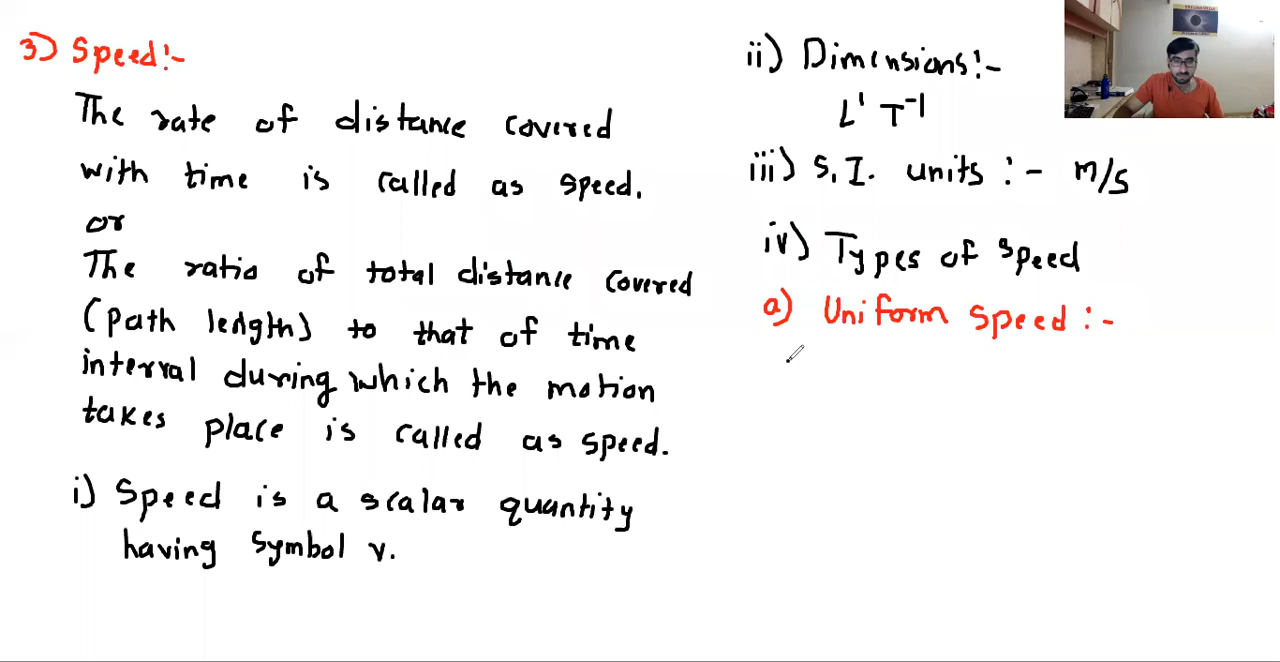 3) Speed:-
The rate of distance covered
with time is called as speed.
or
The ratio of total distance covered
(path length) to that of time
interval during which the motion
takes place is called as speed.
i) Speed is a scalar quantity
having symbol v.
ii) Dimensions:-
L¹ T⁻¹
iii) S.I. units :- m/s
iv) Types of speed
a) Uniform speed :-